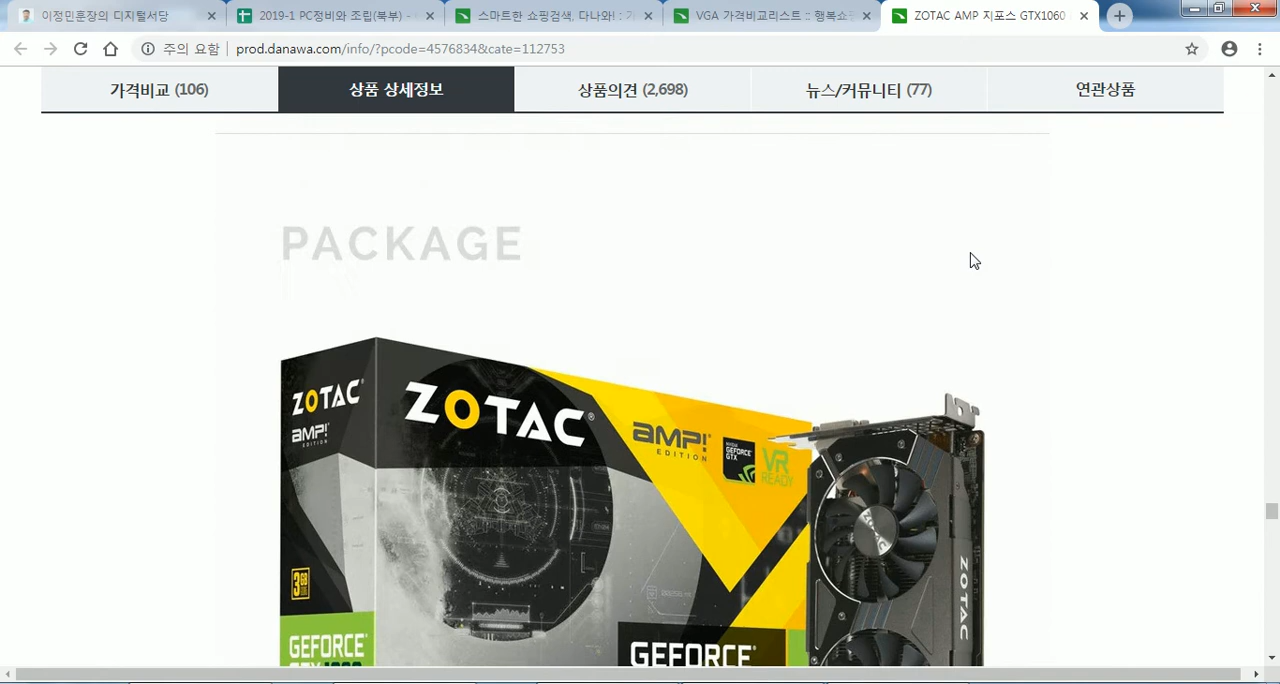 이정민훈장의 디지털서당
2019-1 PC정비와 조립(북부) -
스마트한 쇼핑검색, 다나와! :
VGA 가격비교리스트 :: 행복쇼
ZOTAC AMP 지포스 GTX1060
주의 요함
prod.danawa.com/info/?pcode=4576834&cate=112753
가격비교 (106)
상품 상세정보
상품의견 (2,698)
뉴스/커뮤니티 (77)
연관상품
PACKAGE
ZOTAC
AMP!
EDITION
3GB
GEFORCE
ZOTAC®
AMP!
EDITION
NVIDIA
GEFORCE
GTX
VR
READY
GEFORCE
ZOTAC
ZOTAC